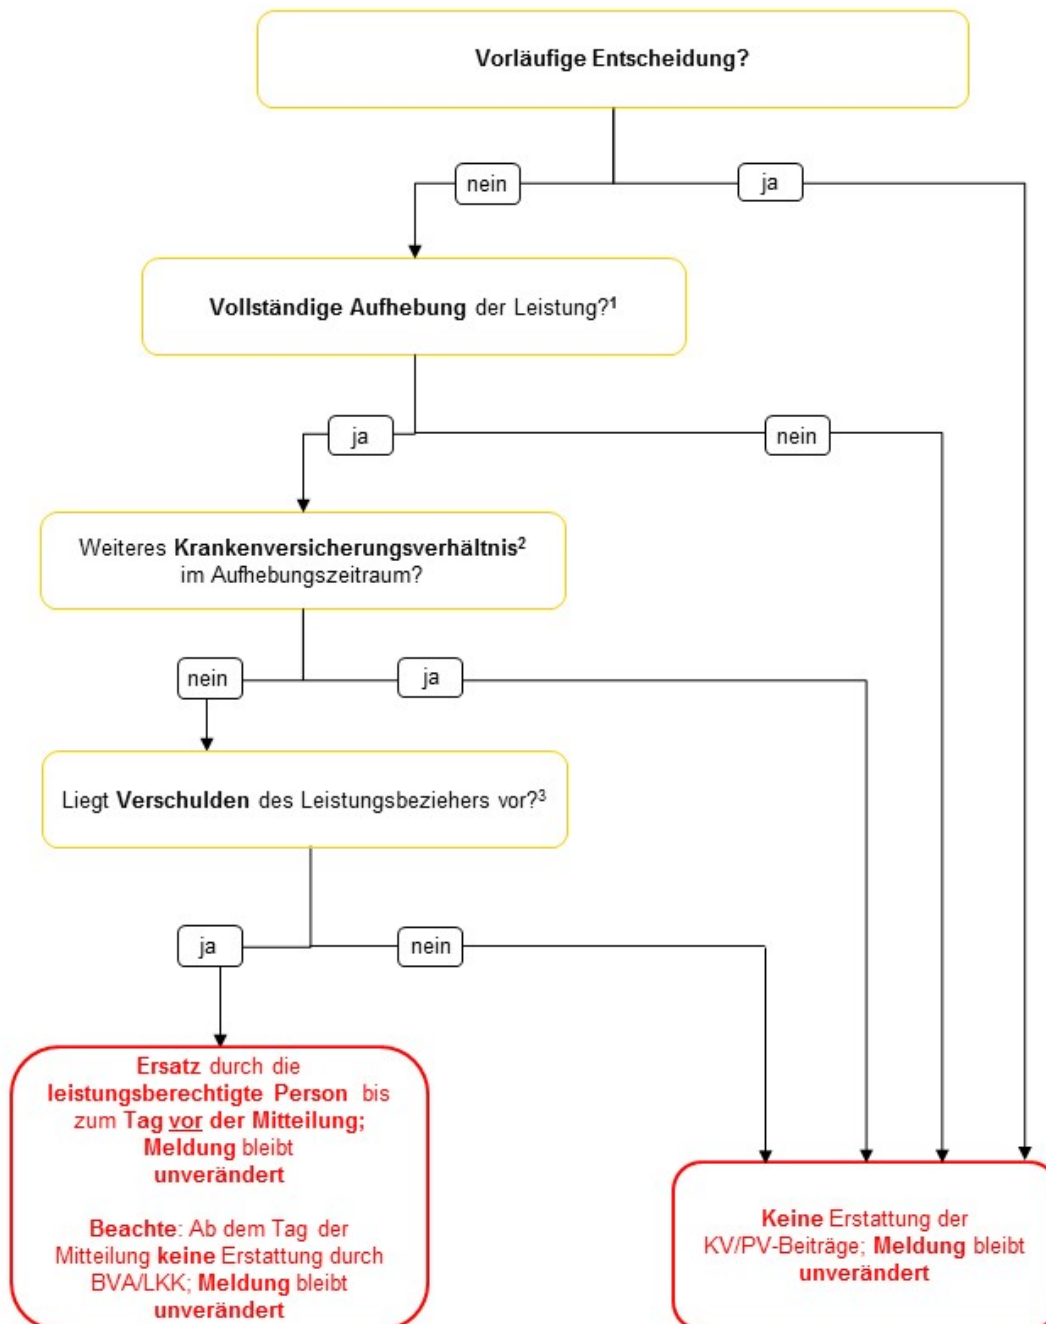 Vorläufige Entscheidung?
nein
ja
Vollständige Aufhebung der Leistung?¹
ja
nein
Weiteres Krankenversicherungsverhältnis²
im Aufhebungszeitraum?
nein
ja
Liegt Verschulden des Leistungsbeziehers vor?³
ja
nein
Ersatz durch die
leistungsberechtigte Person bis
zum Tag vor der Mitteilung;
Meldung bleibt
unverändert
Beachte: Ab dem Tag der
Mitteilung keine Erstattung durch
BVA/LKK; Meldung bleibt
unverändert
Keine Erstattung der
KV/PV-Beiträge; Meldung bleibt
unverändert